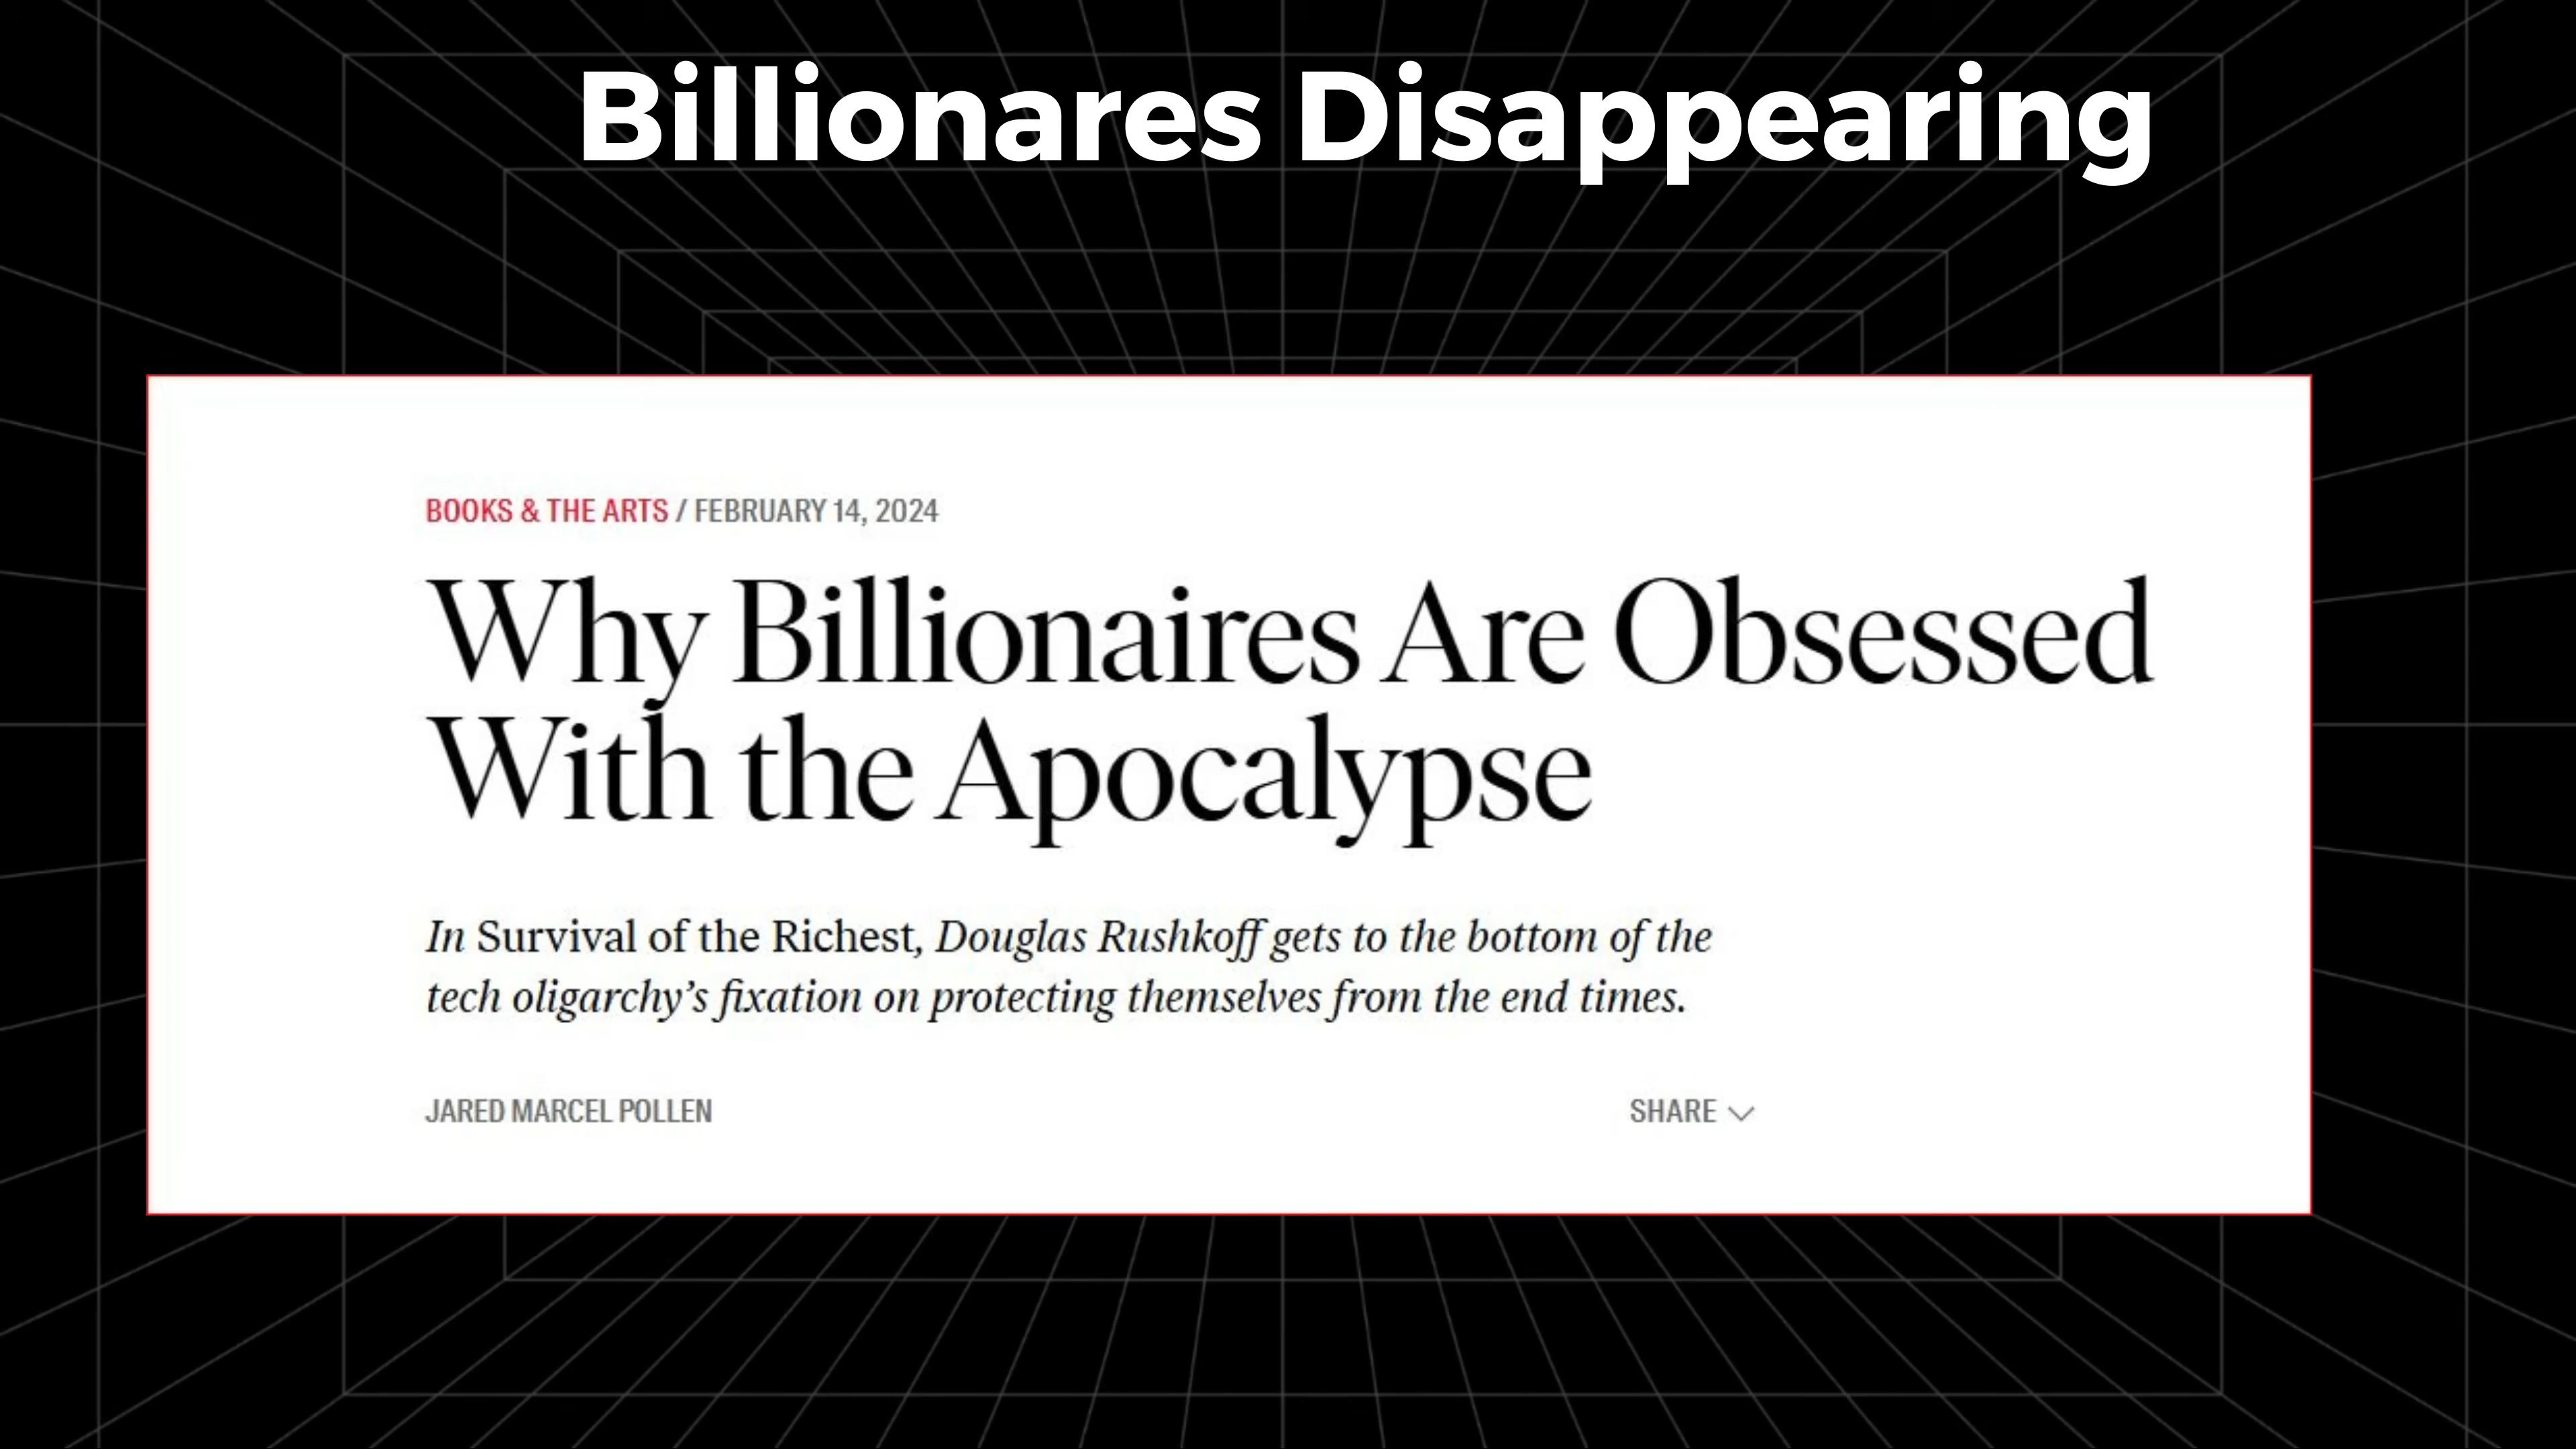 Billionares Disappearing
BOOKS & THE ARTS / FEBRUARY 14, 2024
Why Billionaires Are Obsessed
With the Apocalypse
In Survival of the Richest, Douglas Rushkoff gets to the bottom of the
tech oligarchy’s fixation on protecting themselves from the end times.
JARED MARCEL POLLEN
SHARE